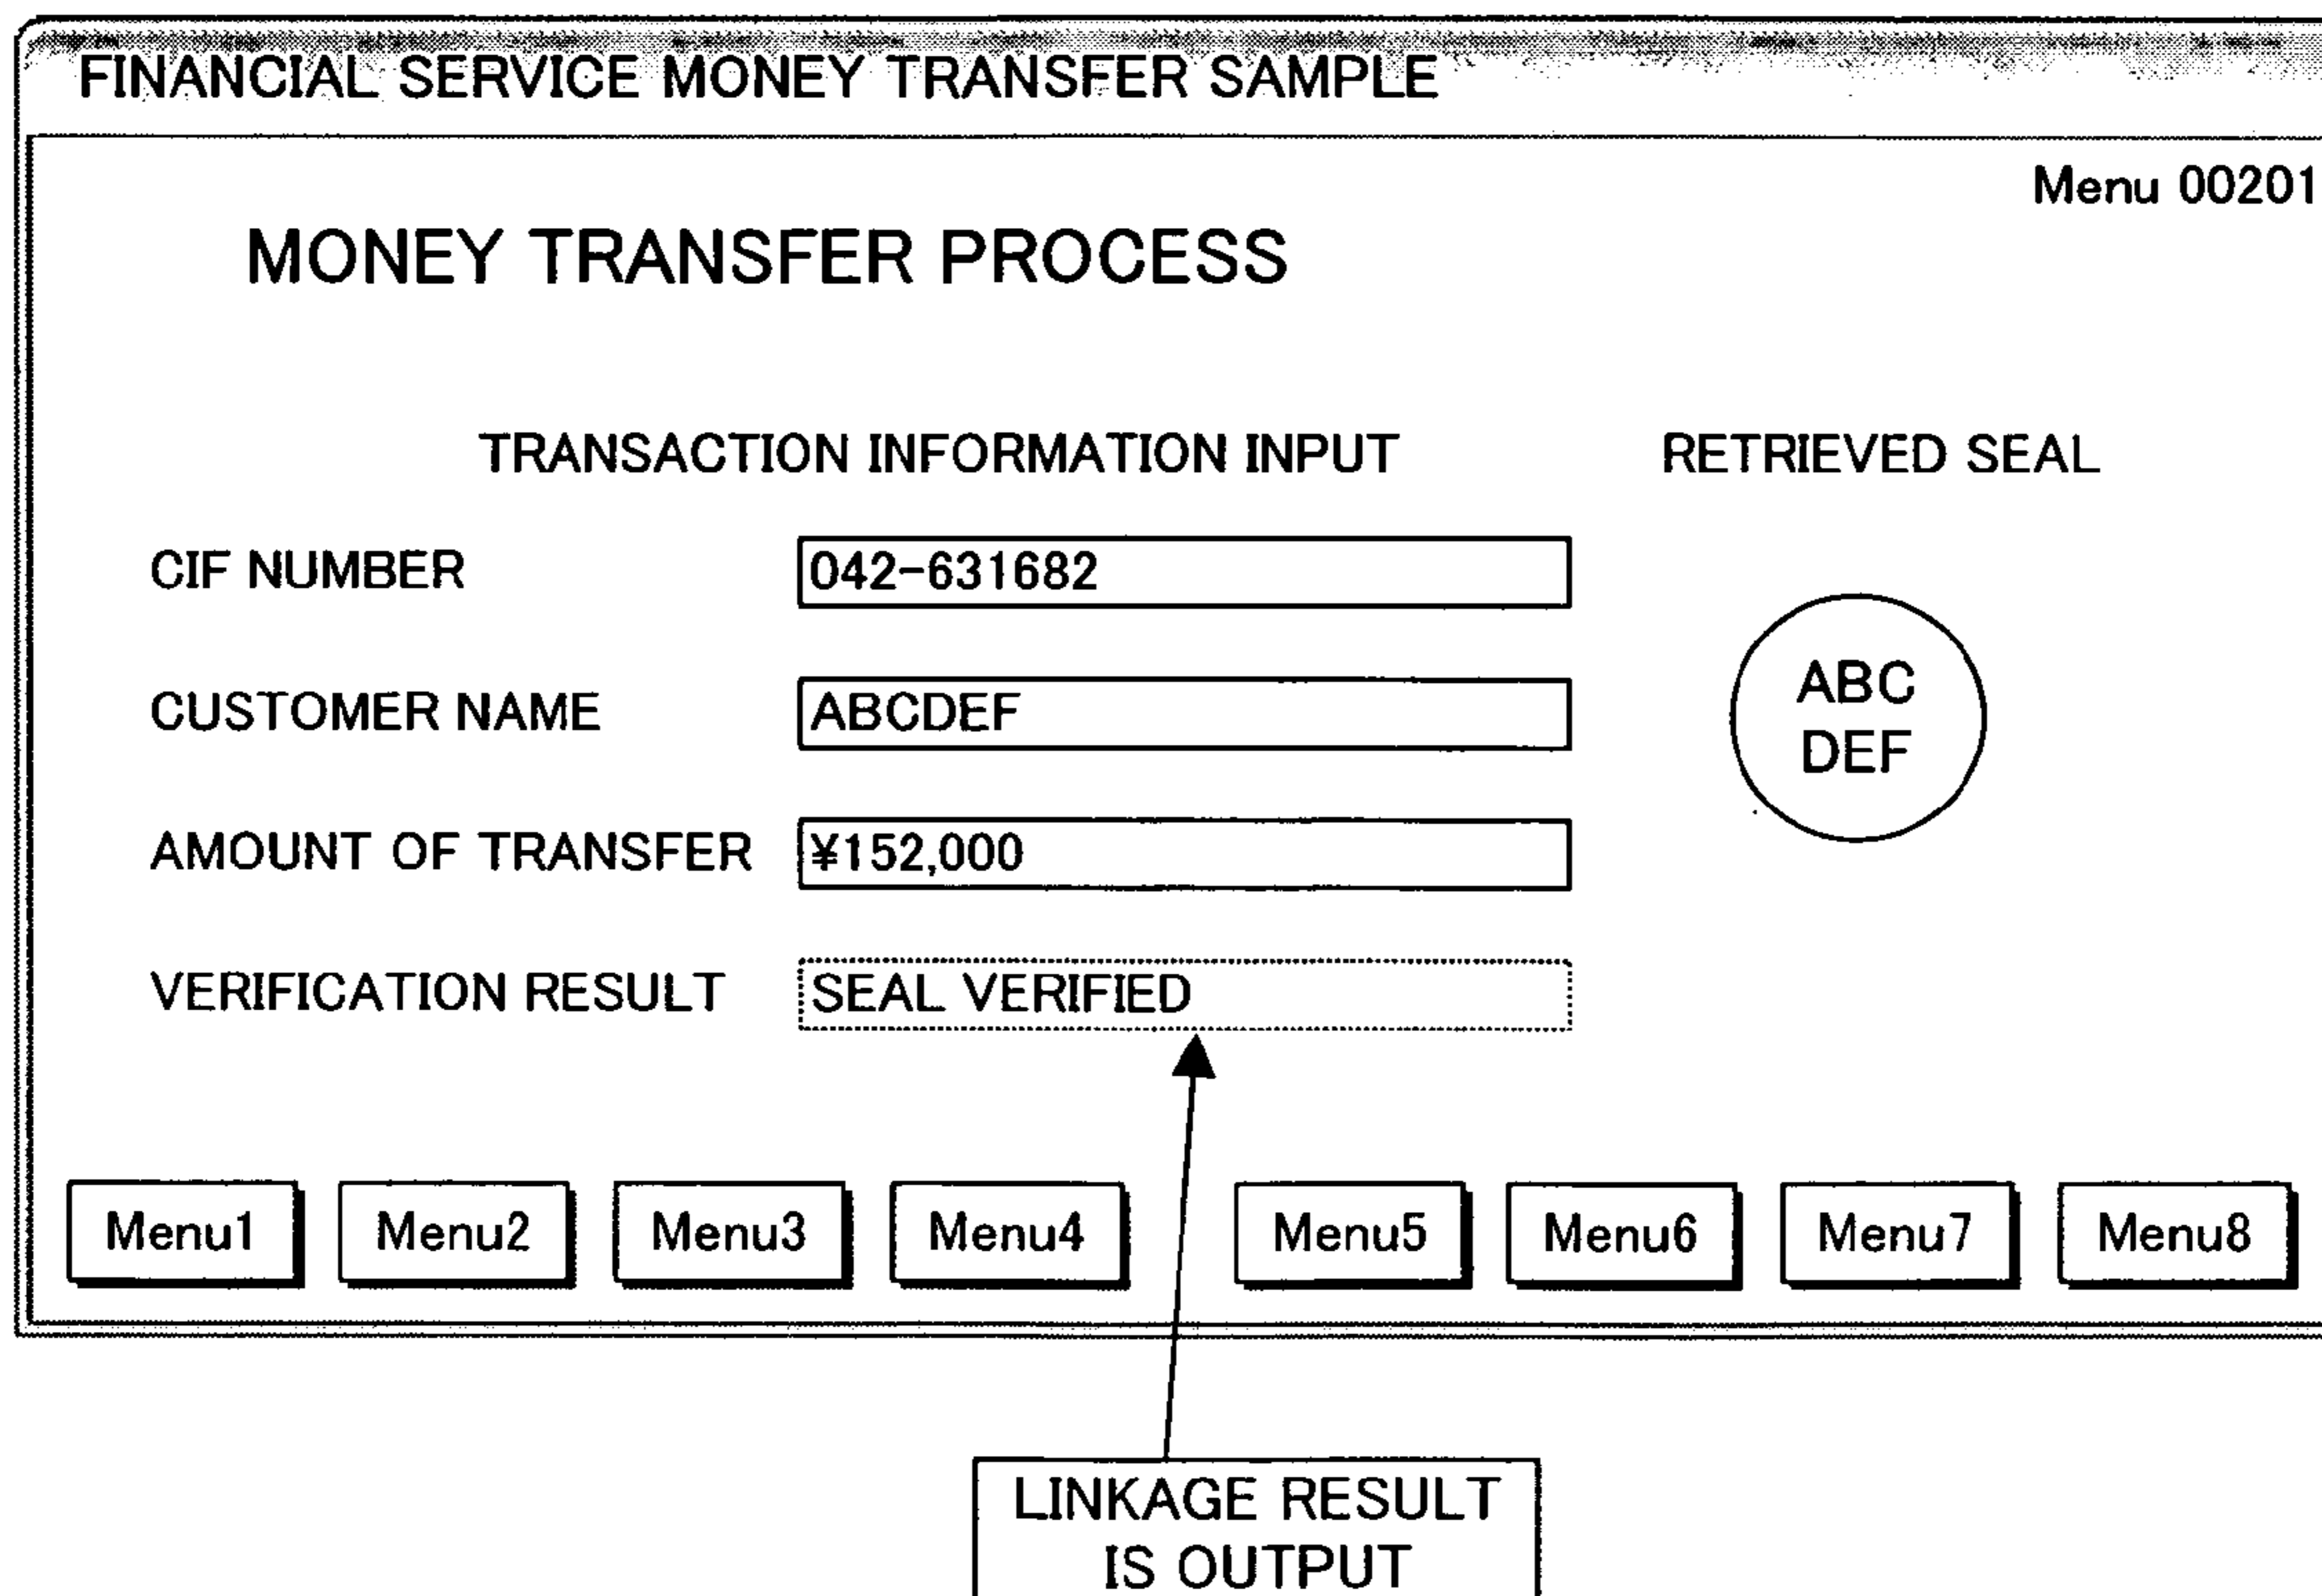 FINANCIAL SERVICE MONEY TRANSFER SAMPLE
Menu 00201
MONEY TRANSFER PROCESS
TRANSACTION INFORMATION INPUT
RETRIEVED SEAL
CIF NUMBER
042-631682
CUSTOMER NAME
ABCDEF
ABC
DEF
AMOUNT OF TRANSFER
¥152,000
VERIFICATION RESULT
SEAL VERIFIED
Menu1
Menu2
Menu3
Menu4
Menu5
Menu6
Menu7
Menu8
LINKAGE RESULT
IS OUTPUT